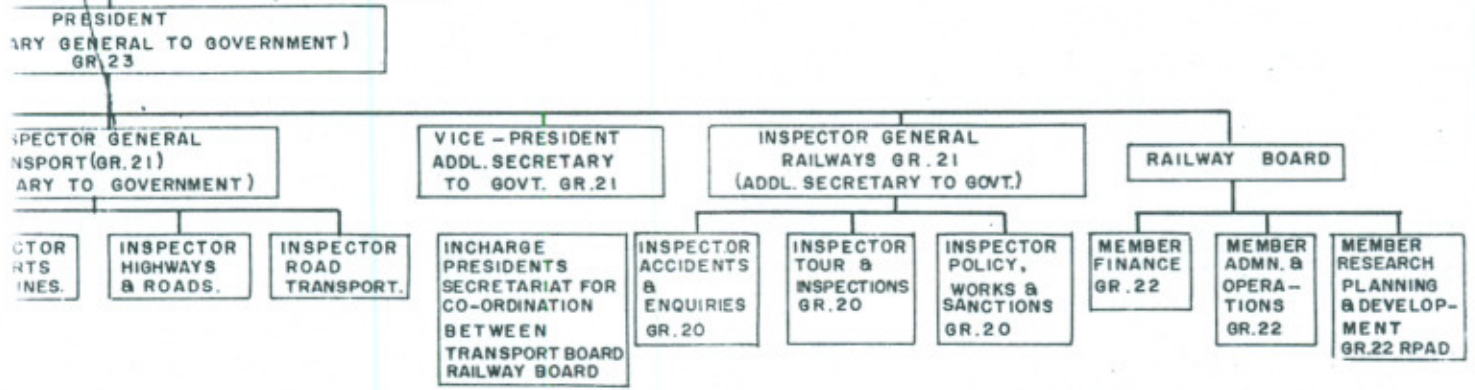 PRESIDENT
ARY GENERAL TO GOVERNMENT)
GR.23
SPECTOR GENERAL
NSPORT(GR.21)
ARY TO GOVERNMENT)
VICE-PRESIDENT
ADDL. SECRETARY
TO GOVT. GR.21
INSPECTOR GENERAL
RAILWAYS GR.21
(ADDL. SECRETARY TO GOVT.)
RAILWAY BOARD
CTOR
RTS
INES.
INSPECTOR
HIGHWAYS
& ROADS.
INSPECTOR
ROAD
TRANSPORT.
INCHARGE
PRESIDENTS
SECRETARIAT FOR
CO-ORDINATION
BETWEEN
TRANSPORT BOARD
RAILWAY BOARD
INSPECTOR
ACCIDENTS
&
ENQUIRIES
GR.20
INSPECTOR
TOUR &
INSPECTIONS
GR.20
INSPECTOR
POLICY,
WORKS &
SANCTIONS
GR.20
MEMBER
FINANCE
GR.22
MEMBER
ADMN. &
OPERA-
TIONS
GR.22
MEMBER
RESEARCH
PLANNING
& DEVELOP-
MENT
GR.22 RPAD